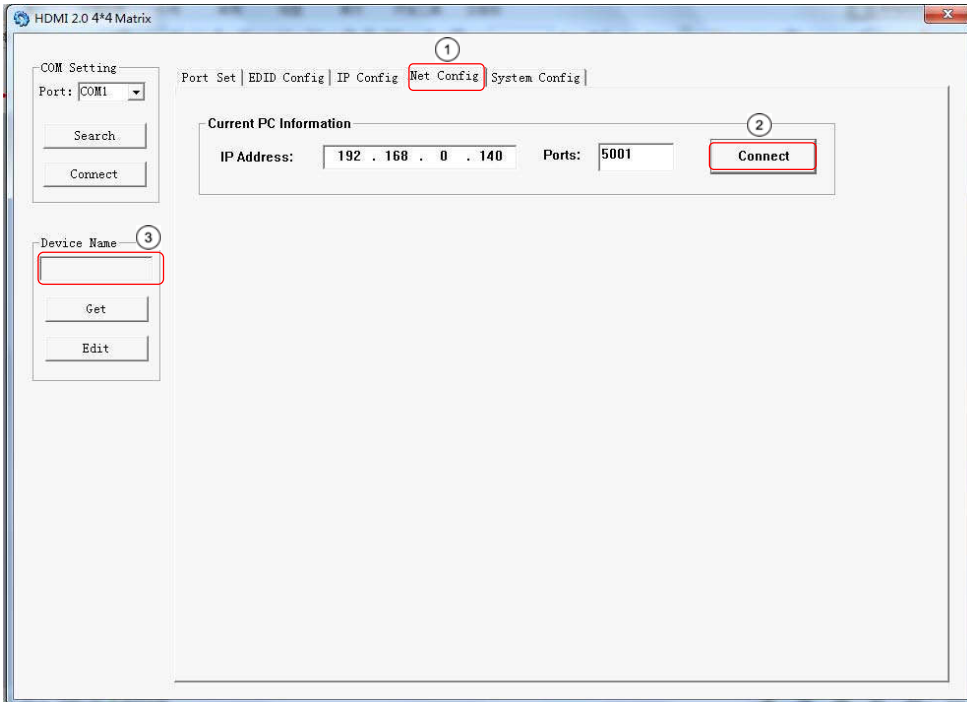 HDMI 2.0 4*4 Matrix
x
1
COM Setting
Port: COM1
Search
Connect
Port Set EDID Config IP Config Net Config System Config
Current PC Information
2
IP Address: 192 . 168 . 0 . 140 Ports: 5001 Connect
Device Name 3
Get
Edit